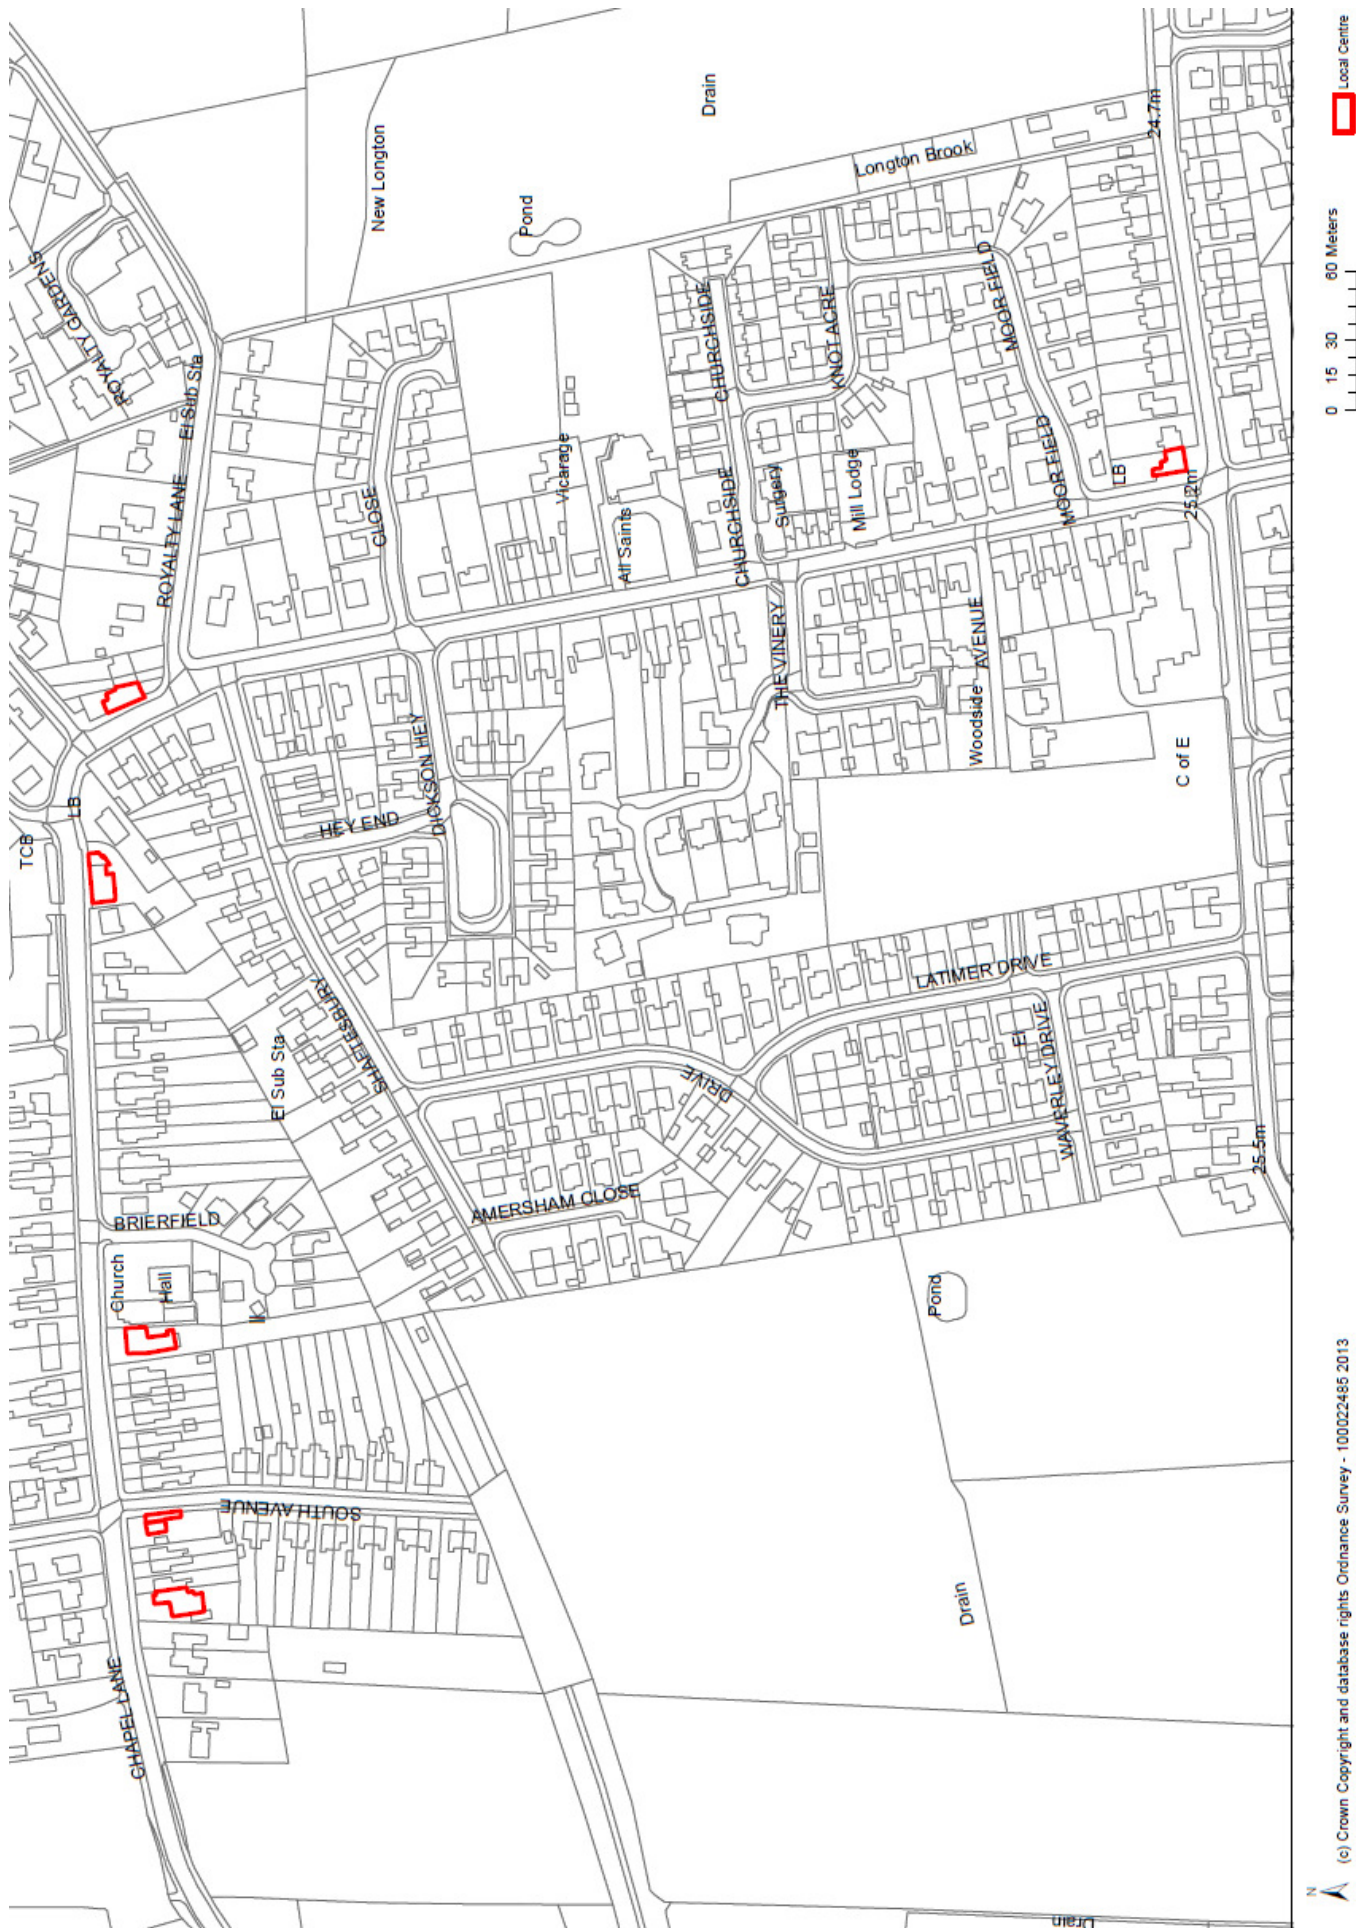 TCB
LB
ROYALTY GARDENS
El Sub Sta
ROYALTY LANE
New Longton
Drain
Pond
CLOSE
Vicarage
All Saints
Longton Brook
CHURCHSIDE
CHURCHSIDE
KNOT ACRE
Surgery
Mill Lodge
MOOR FIELD
MOOR FIELD
LB
24.7m
25.2m
HEY END
DICKSON HEY
THE VINERY
Woodside
AVENUE
C of E
El Sub Sta
SHAFTESBURY
DRIVE
LATIMER DRIVE
El
WAVERLEY DRIVE
25.5m
AMERSHAM CLOSE
BRIERFIELD
Church
Hall
Pond
SOUTH AVENUE
CHAPEL LANE
Drain
Drain
N
(c) Crown Copyright and database rights Ordnance Survey - 100022485 2013
0 15 30 60 Meters
Local Centre